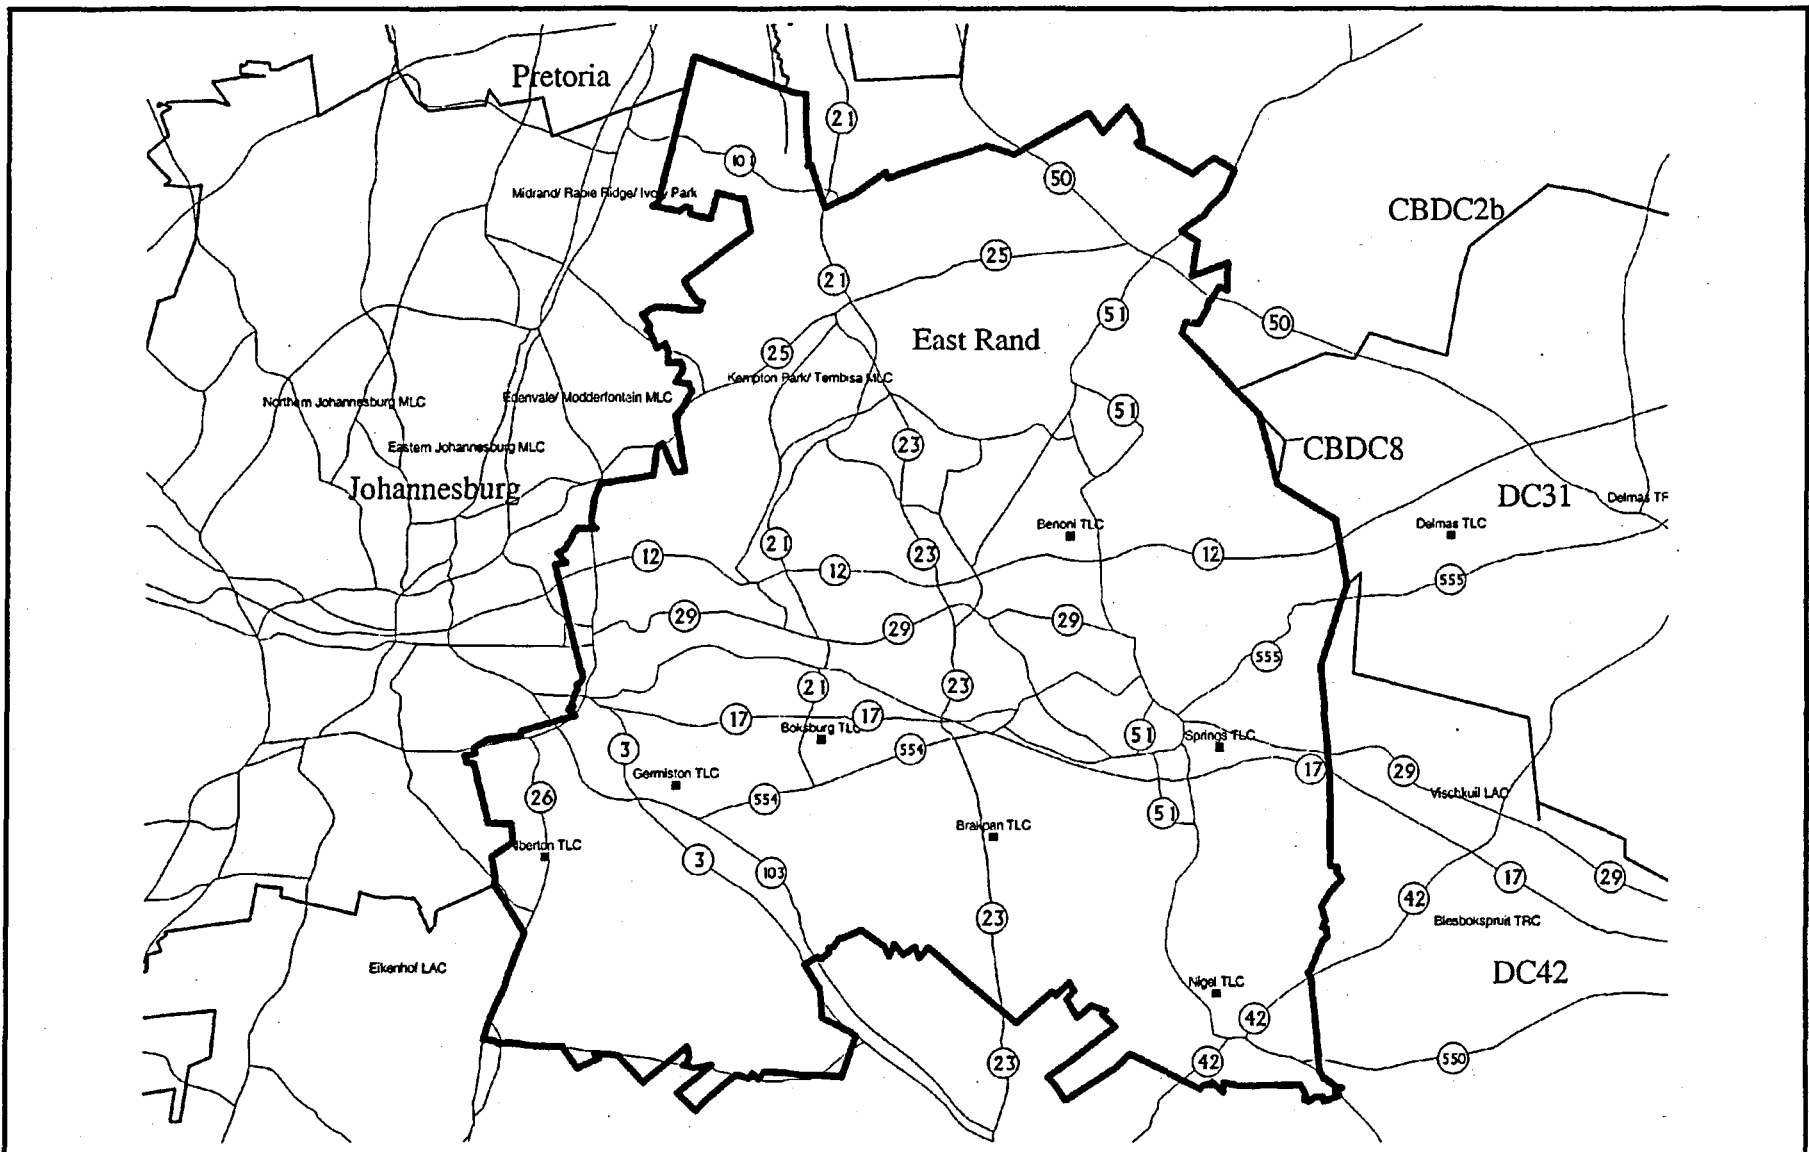 Pretoria
21
101
50
Midrand/ Rabie Ridge/ Ivory Park
CBDC2b
25
21
51
50
East Rand
25
Kempton Park/ Tembisa MLC
Northern Johannesburg MLC
Edenvale/ Modderfontein MLC
51
Eastern Johannesburg MLC
23
CBDC8
Johannesburg
DC31
Delmas
Benoni TLC
Delmas TLC
21
12
23
12
12
555
29
29
29
555
21
23
17
17
Boksburg TLC
51
Springs TLC
3
554
17
29
Germiston TLC
Vischkuil LAC
26
554
51
Brakpan TLC
lberton TLC
3
103
17
29
42
23
Blesbokspruit TRC
Eikenhof LAC
DC42
Nigel TLC
42
23
42
550